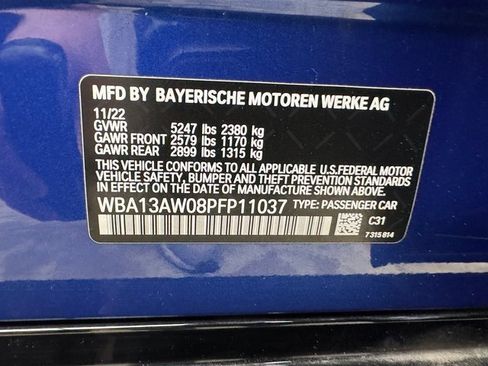 MFD BY BAYERISCHE MOTOREN WERKE AG
11/22
GVWR 5247 lbs 2380 kg
GAWR FRONT 2579 lbs 1170 kg
GAWR REAR 2899 lbs 1315 kg
THIS VEHICLE CONFORMS TO ALL APPLICABLE U.S.FEDERAL MOTOR
VEHICLE SAFETY, BUMPER, AND THEFT
PREVENTION STANDARDS IN EFFECT ON THE DATE OF MANUFACTURE SHOWN ABOVE.
WBA13AW08PFP11037 TYPE: PASSENGER CAR
C31
7315814